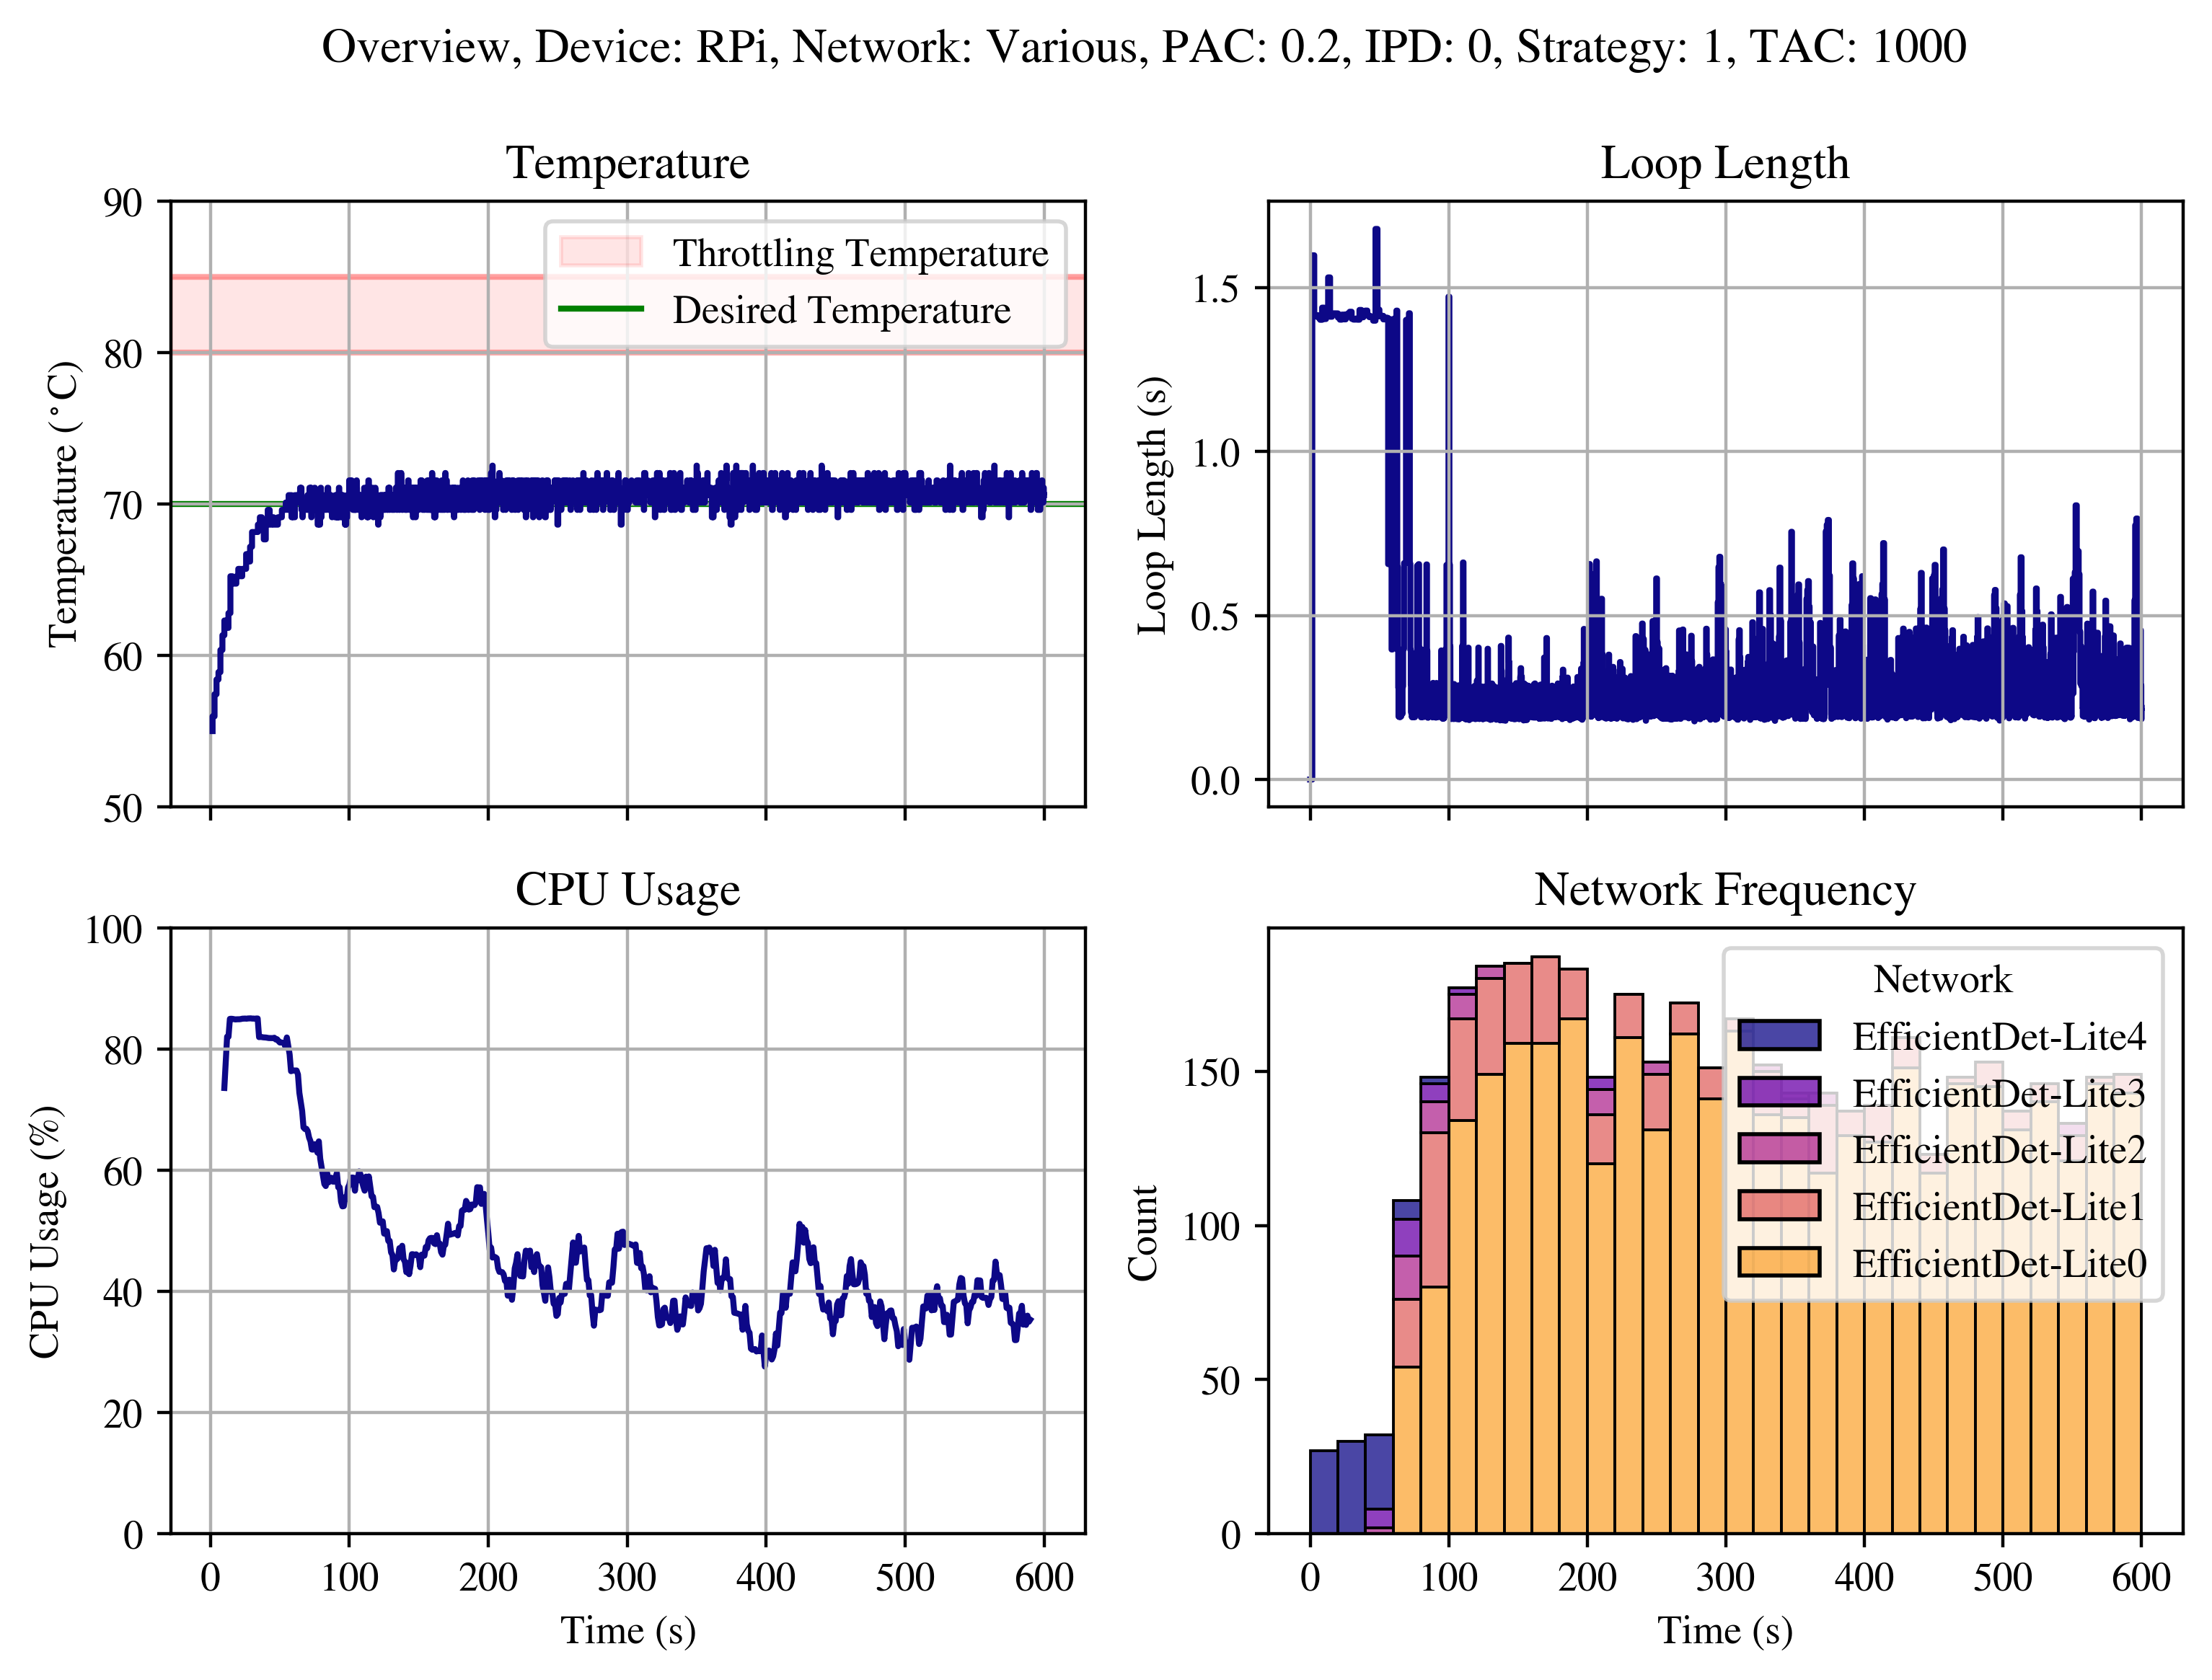 Overview, Device: RPi, Network: Various, PAC: 0.2, IPD: 0, Strategy: 1, TAC: 1000
Temperature
90
80
70
60
50
Temperature (°C)
Throttling Temperature
Desired Temperature
Loop Length
1.5
1.0
0.5
0.0
Loop Length (s)
CPU Usage
100
80
60
40
20
0
CPU Usage (%)
0 100 200 300 400 500 600
Time (s)
Network Frequency
150
100
50
0
Count
Network
EfficientDet-Lite4
EfficientDet-Lite3
EfficientDet-Lite2
EfficientDet-Lite1
EfficientDet-Lite0
0 100 200 300 400 500 600
Time (s)